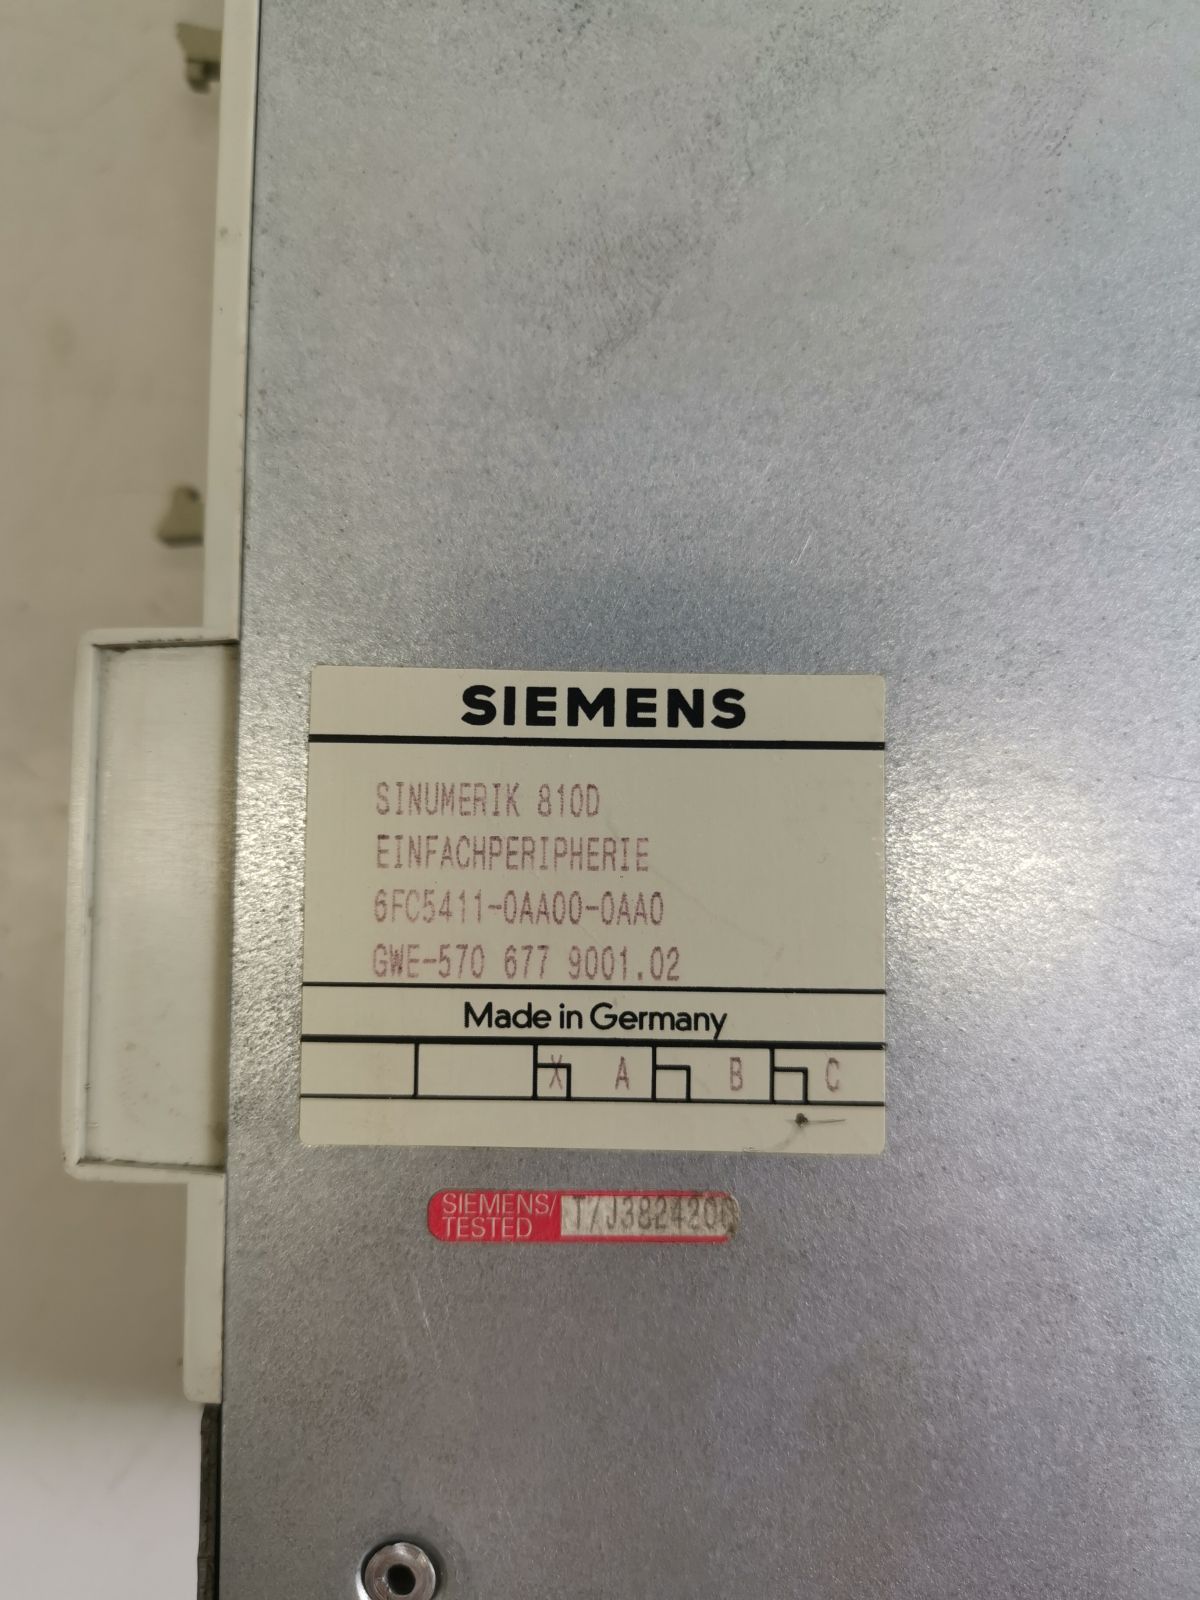 SIEMENS
SINUMERIK 810D
EINFACHPERIPHERIE
6FC5411-0AA00-0AA0
GWE-570 677 9001.02
Made in Germany
X A B C
SIEMENS/
TESTED